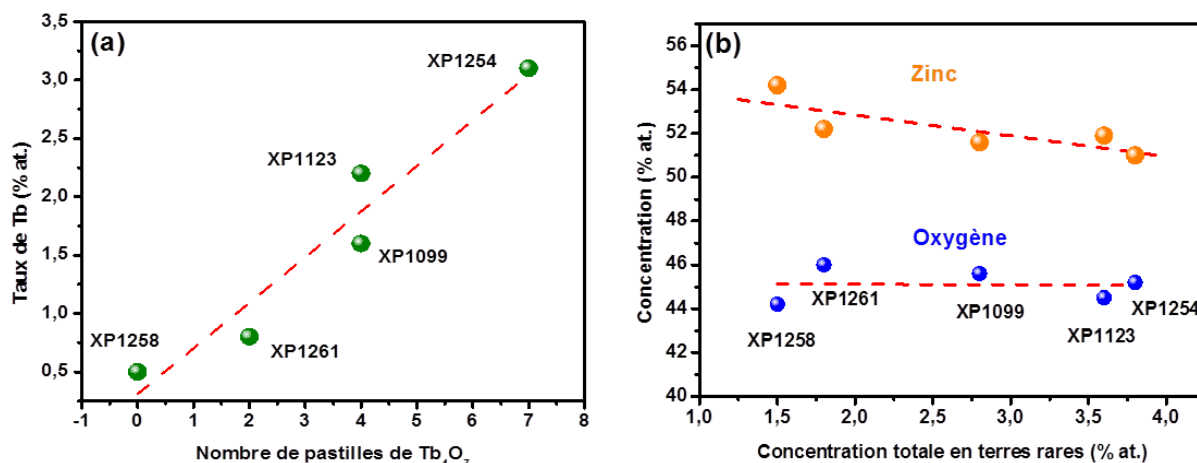 (a)
3,5
3,0
2,5
2,0
1,5
1,0
0,5
Taux de Tb (% at.)
XP1254
XP1123
XP1099
XP1258
XP1261
-1 0 1 2 3 4 5 6 7 8
Nombre de pastilles de Tb₄O₇
(b)
56
54
52
50
48
46
44
42
40
Concentration (% at.)
Zinc
Oxygène
XP1261
XP1099
XP1254
XP1258
XP1123
1,0 1,5 2,0 2,5 3,0 3,5 4,0
Concentration totale en terres rares (% at.)